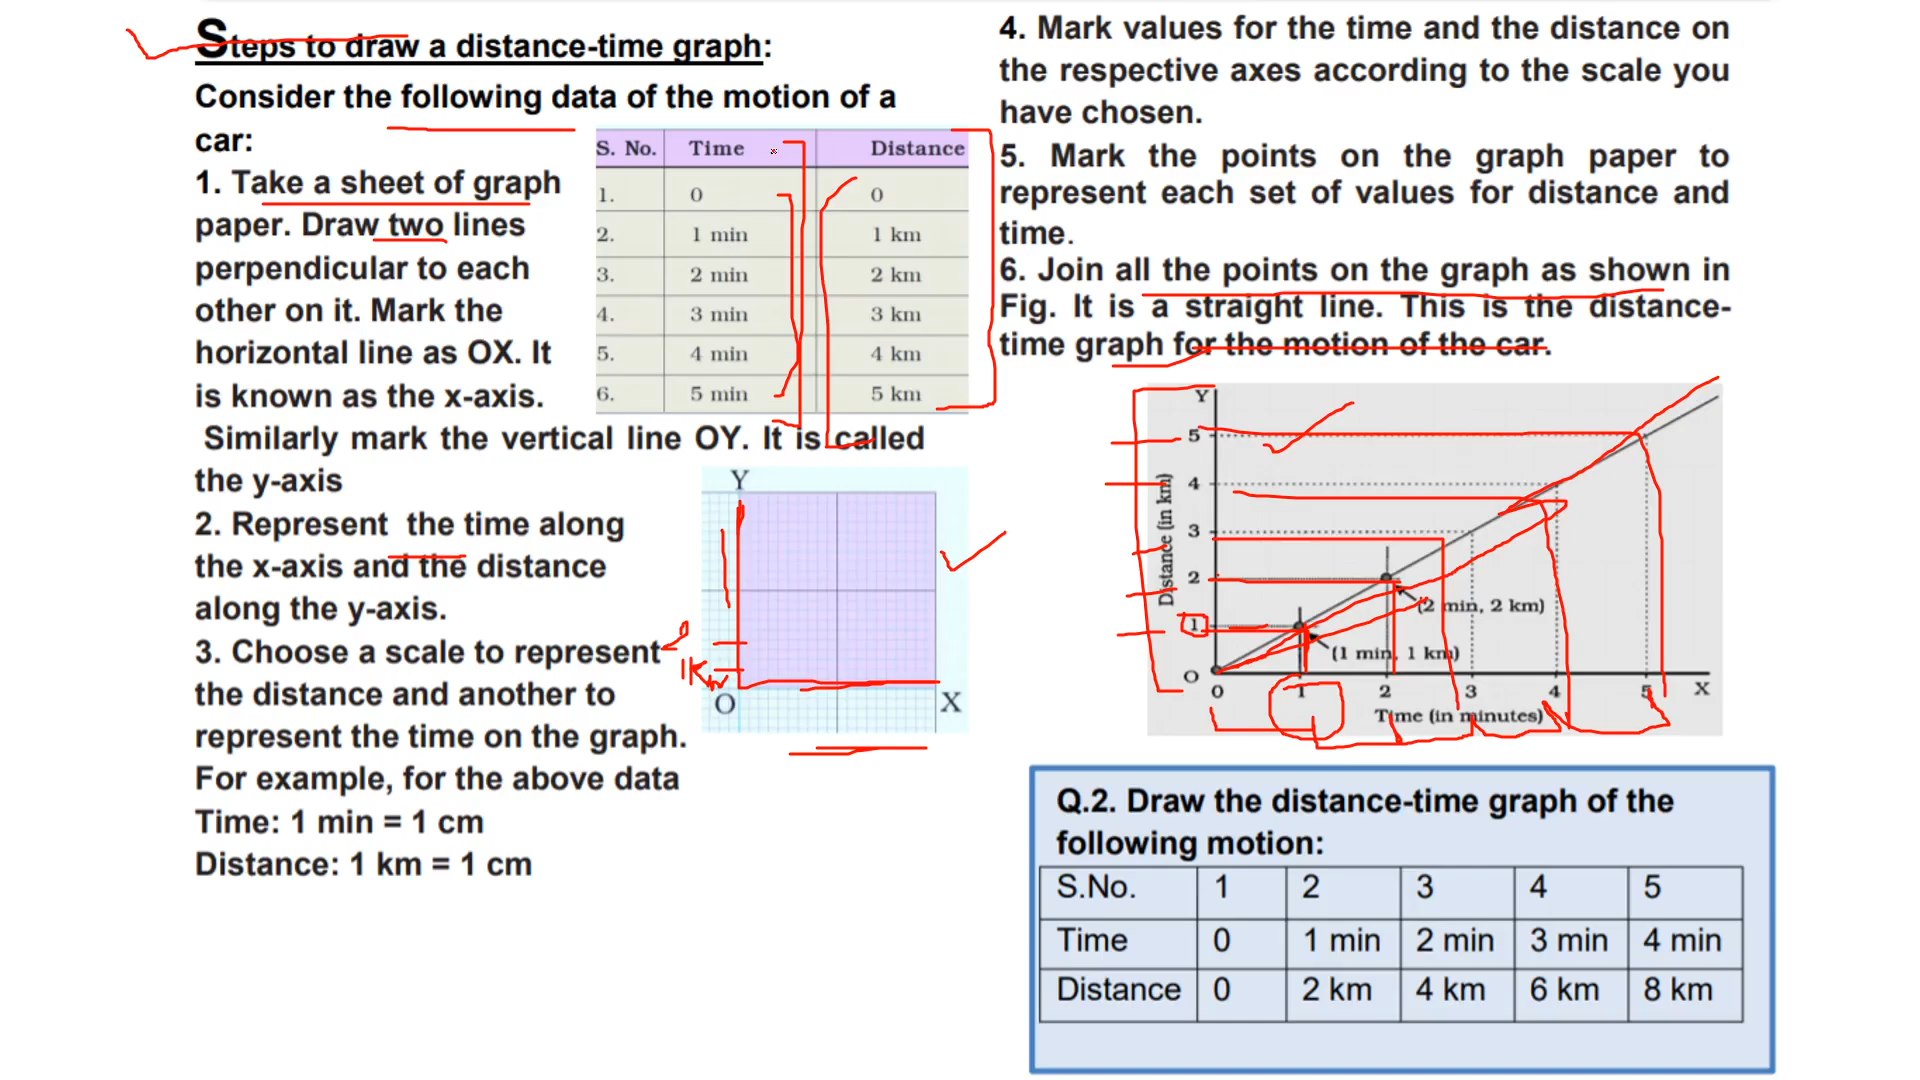 Steps to draw a distance-time graph:
Consider the following data of the motion of a
car:
1. Take a sheet of graph
paper. Draw two lines
perpendicular to each
other on it. Mark the
horizontal line as OX. It
is known as the x-axis.
Similarly mark the vertical line OY. It is called
the y-axis
2. Represent the time along
the x-axis and the distance
along the y-axis.
3. Choose a scale to represent
the distance and another to
represent the time on the graph.
For example, for the above data
Time: 1 min = 1 cm
Distance: 1 km = 1 cm
S. No. Time Distance
1. 0 0
2. 1 min 1 km
3. 2 min 2 km
4. 3 min 3 km
5. 4 min 4 km
6. 5 min 5 km
Y
1km
O X
4. Mark values for the time and the distance on
the respective axes according to the scale you
have chosen.
5. Mark the points on the graph paper to
represent each set of values for distance and
time.
6. Join all the points on the graph as shown in
Fig. It is a straight line. This is the distance-
time graph for the motion of the car.
Y
5
4
3
2
1
O
Distance (in km)
(2 min, 2 km)
(1 min, 1 km)
0 1 2 3 4 5 X
Time (in minutes)
Q.2. Draw the distance-time graph of the
following motion:
S.No. 1 2 3 4 5
Time 0 1 min 2 min 3 min 4 min
Distance 0 2 km 4 km 6 km 8 km